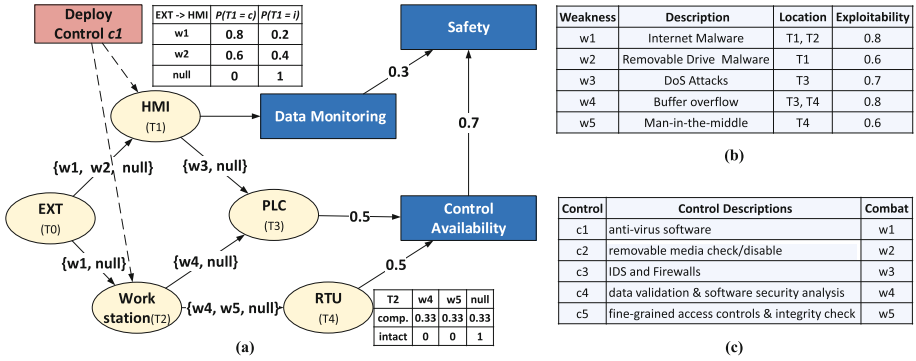 Deploy
Control c1
EXT -> HMI P(T1 = c) P(T1 = i)
w1 0.8 0.2
w2 0.6 0.4
null 0 1
Safety
0.3
HMI
(T1)
Data Monitoring
0.7
{w1, w2, null}
{w3, null}
EXT
(T0)
PLC
(T3)
0.5
Control
Availability
{w1, null}
{w4, null}
0.5
Work
station(T2)
{w4, w5, null}
RTU
(T4)
T2 w4 w5 null
comp. 0.33 0.33 0.33
intact 0 0 1
(a)
Weakness Description Location Exploitability
w1 Internet Malware T1, T2 0.8
w2 Removable Drive Malware T1 0.6
w3 DoS Attacks T3 0.7
w4 Buffer overflow T3, T4 0.8
w5 Man-in-the-middle T4 0.6
(b)
Control Control Descriptions Combat
c1 anti-virus software w1
c2 removable media check/disable w2
c3 IDS and Firewalls w3
c4 data validation & software security analysis w4
c5 fine-grained access controls & integrity check w5
(c)